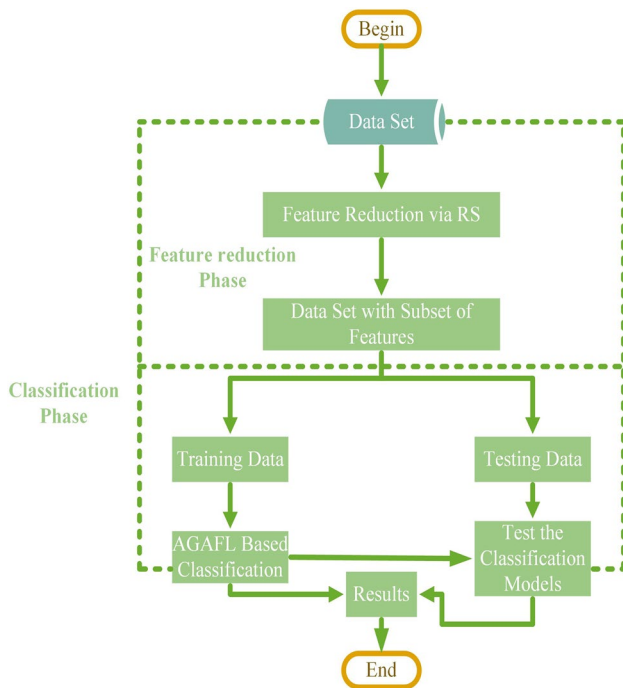 Begin
Data Set
Feature Reduction via RS
Feature reduction
Phase
Data Set with Subset of
Features
Classification
Phase
Training Data
Testing Data
AGAFL Based
Classification
Test the
Classification
Models
Results
End